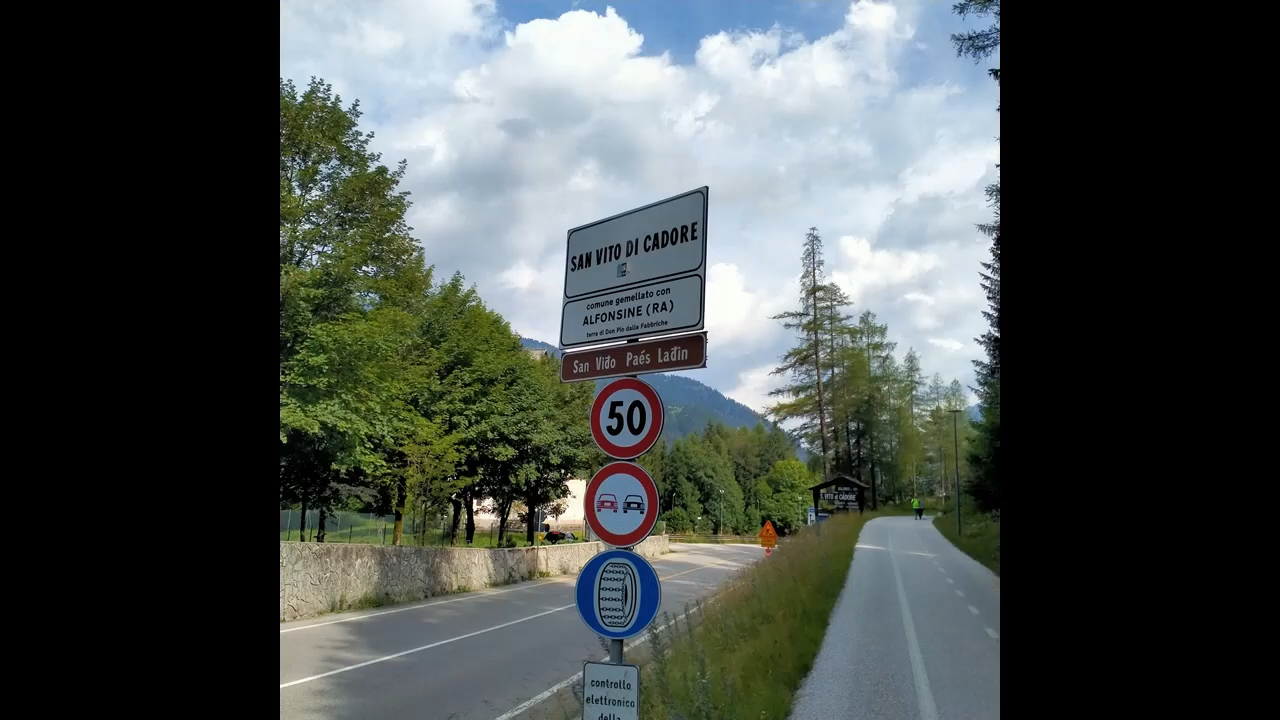 SAN VITO DI CADORE
comune gemellato con
ALFONSINE (RA)
terra di Don Pio dalle Fabbriche
San Vido Paés Ladin
50
controllo
elettronico
della
S. VITO di CADORE